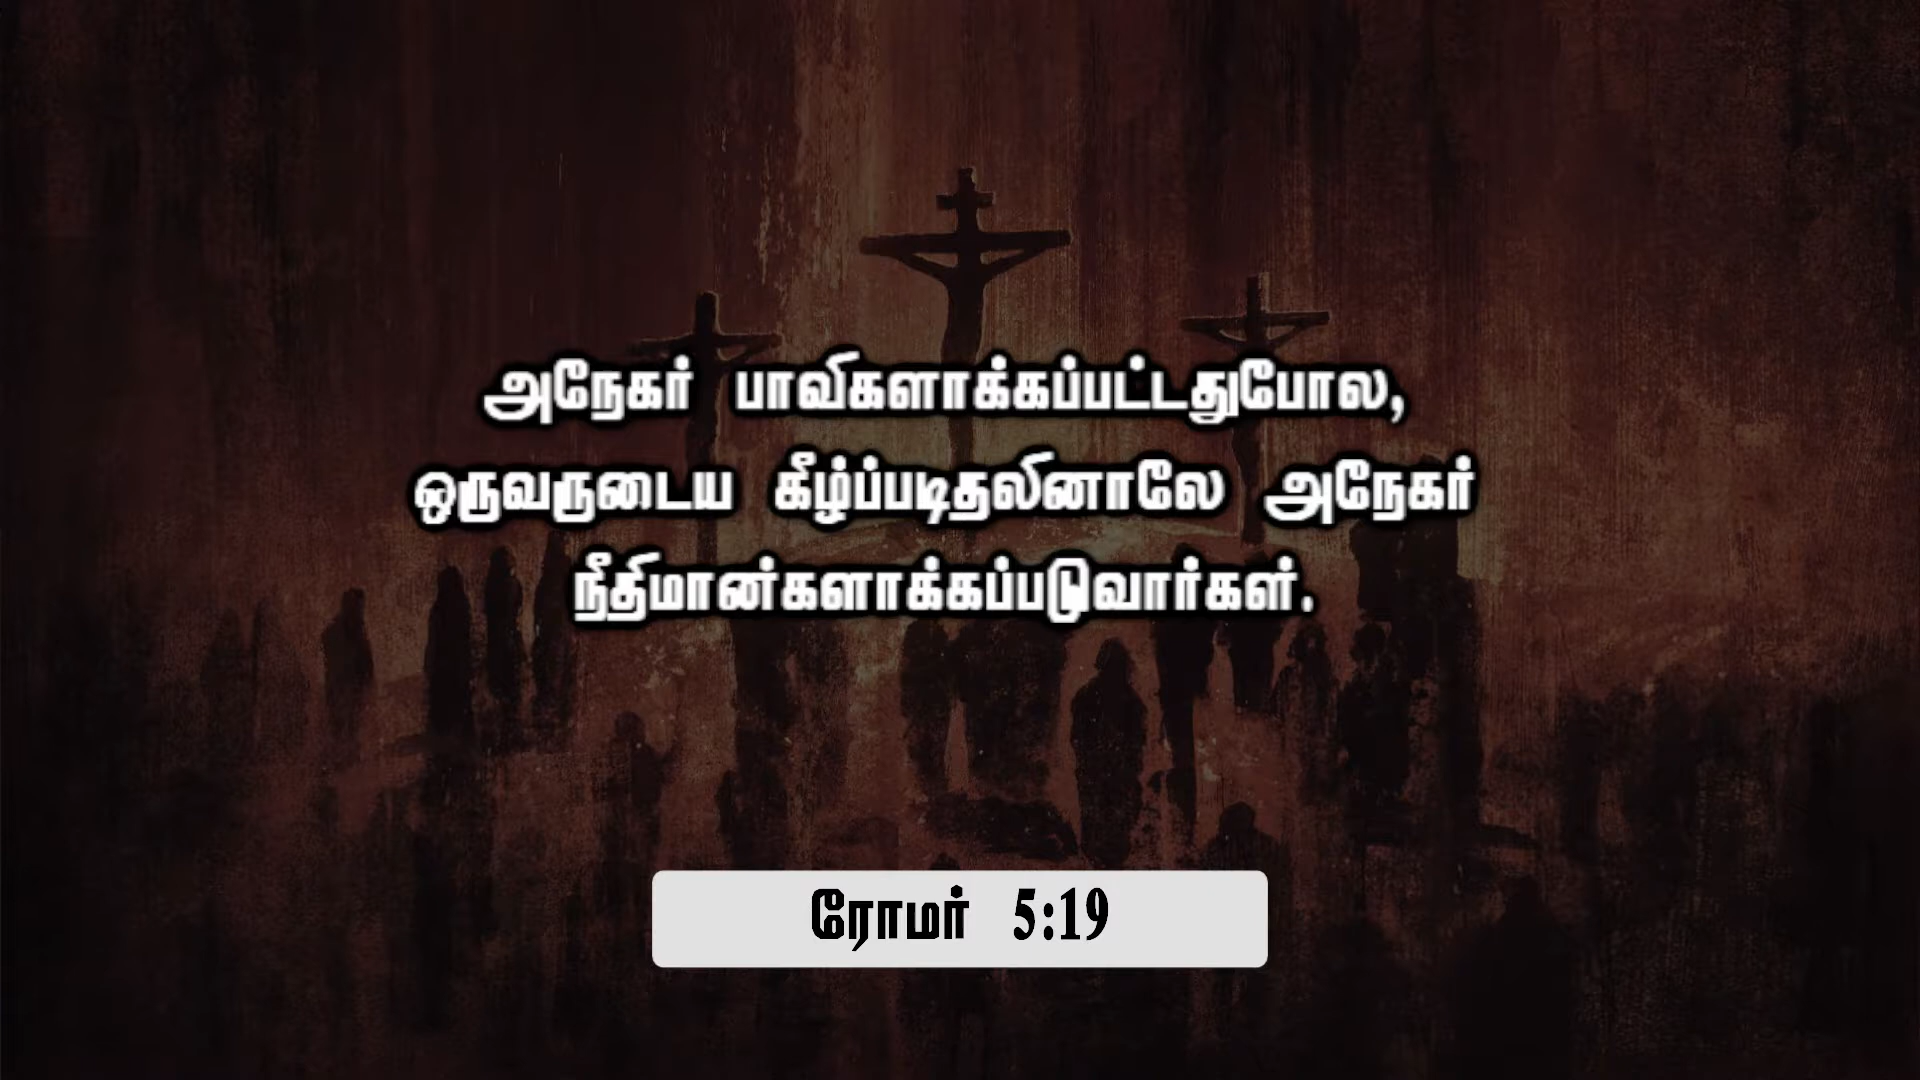 அநேகர் பாவிகளாக்கப்பட்டதுபோல,
ஒருவருடைய கீழ்ப்படிதலினாலே அநேகர்
நீதிமான்களாக்கப்படுவார்கள்.
ரோமர் 5:19